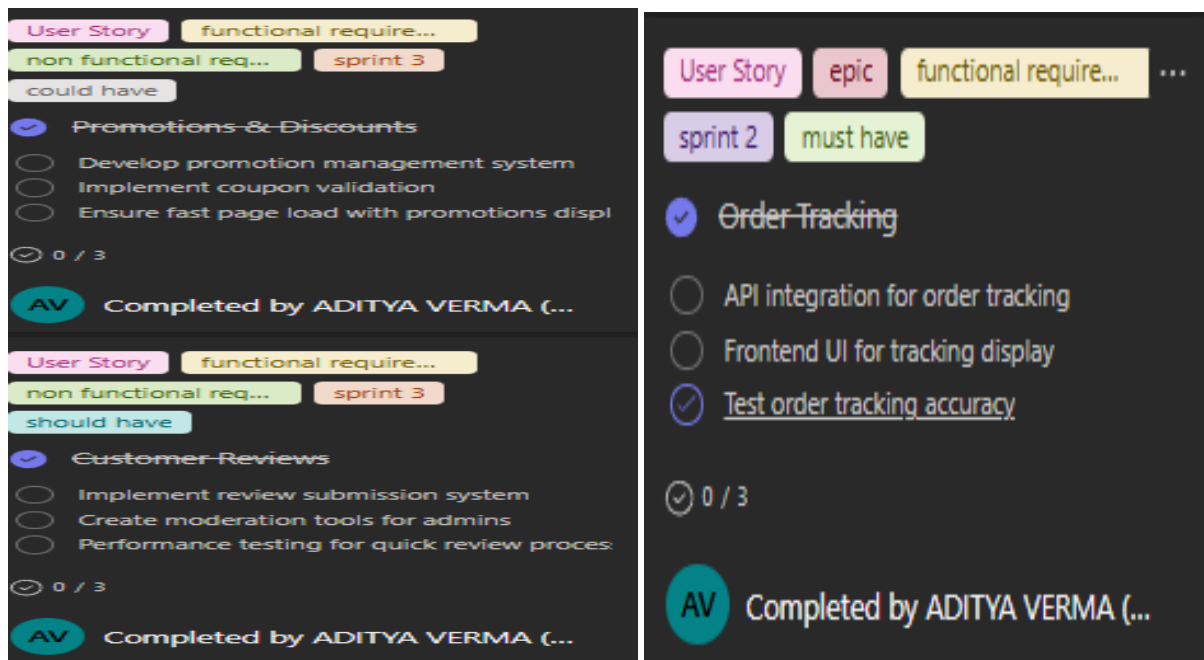 User Story functional require...
non functional req... sprint 3
could have
Promotions & Discounts
Develop promotion management system
Implement coupon validation
Ensure fast page load with promotions displ
0 / 3
AV Completed by ADITYA VERMA (...
User Story functional require...
non functional req... sprint 3
should have
Customer Reviews
Implement review submission system
Create moderation tools for admins
Performance testing for quick review proces
0 / 3
AV Completed by ADITYA VERMA (...
User Story epic functional require... ...
sprint 2 must have
Order Tracking
API integration for order tracking
Frontend UI for tracking display
Test order tracking accuracy
0 / 3
AV Completed by ADITYA VERMA (...